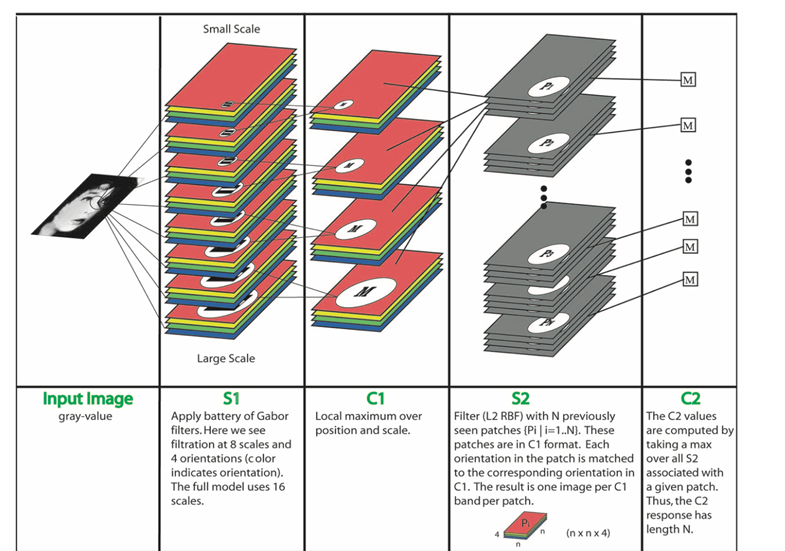 Small Scale
M
M
M
M
P1
P2
P3
M
M
M
M
M
Large Scale
Input Image
gray-value
S1
Apply battery of Gabor
filters. Here we see
filtration at 8 scales and
4 orientations (color
indicates orientation).
The full model uses 16
scales.
C1
Local maximum over
position and scale.
S2
Filter (L2 RBF) with N previously
seen patches {Pi | i=1..N}. These
patches are in C1 format. Each
orientation in the patch is matched
to the corresponding orientation in
C1. The result is one image per C1
band per patch.
Pi
4
n
n
(n x n x 4)
C2
The C2 values
are computed by
taking a max
over all S2
associated with
a given patch.
Thus, the C2
response has
length N.